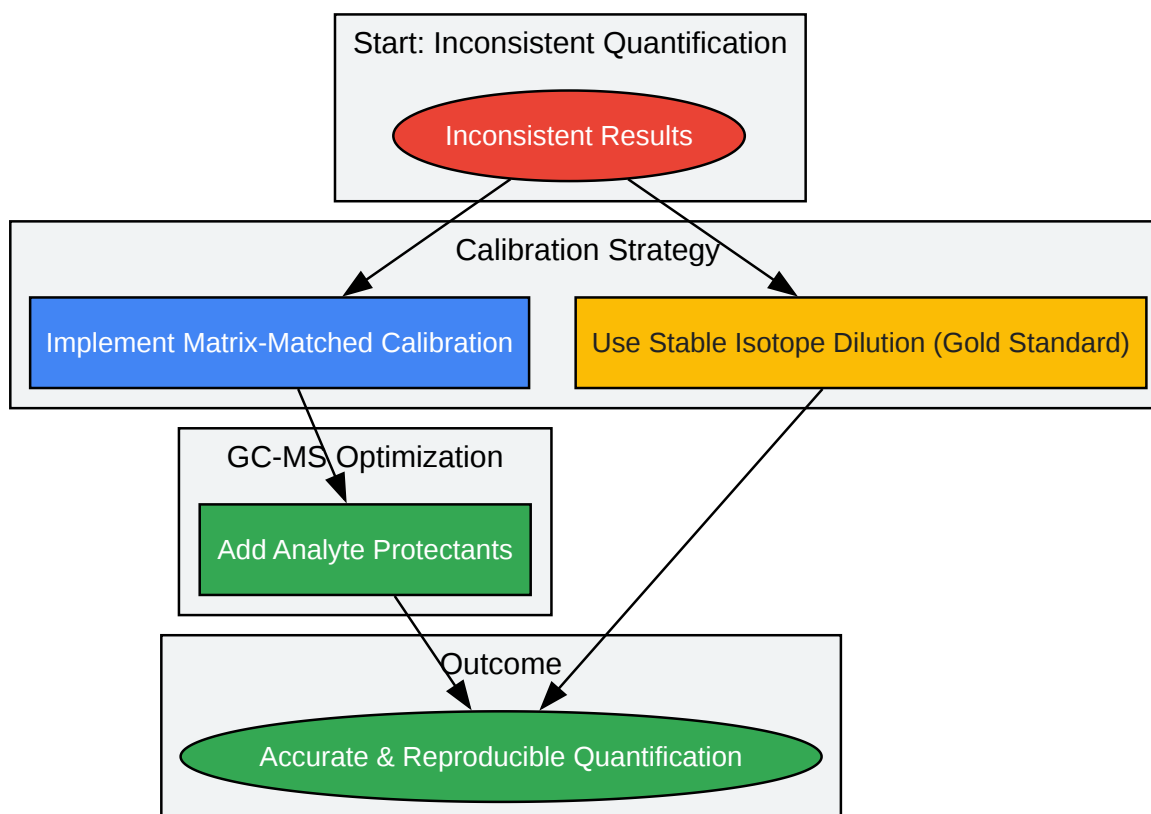 Start: Inconsistent Quantification
Inconsistent Results
Calibration Strategy
Implement Matrix-Matched Calibration
Use Stable Isotope Dilution (Gold Standard)
GC-MS Optimization
Add Analyte Protectants
Outcome
Accurate & Reproducible Quantification